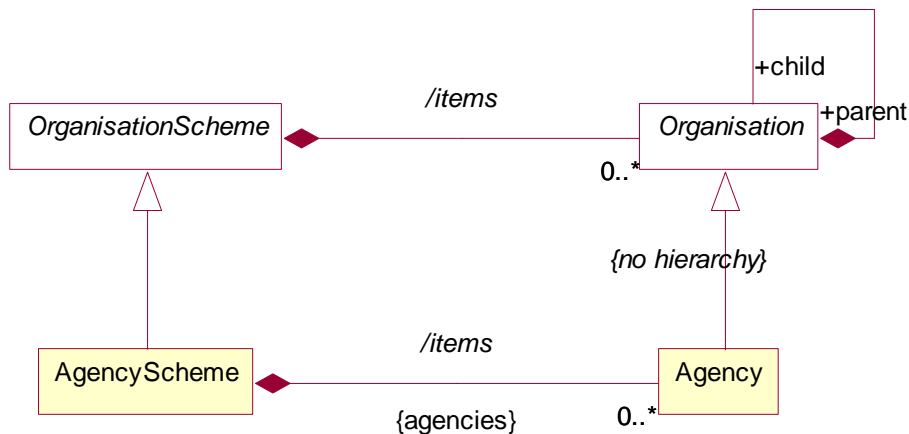 +child
/items
OrganisationScheme
+parent
Organisation
0..*
{no hierarchy}
/items
AgencyScheme
Agency
{agencies}
0..*